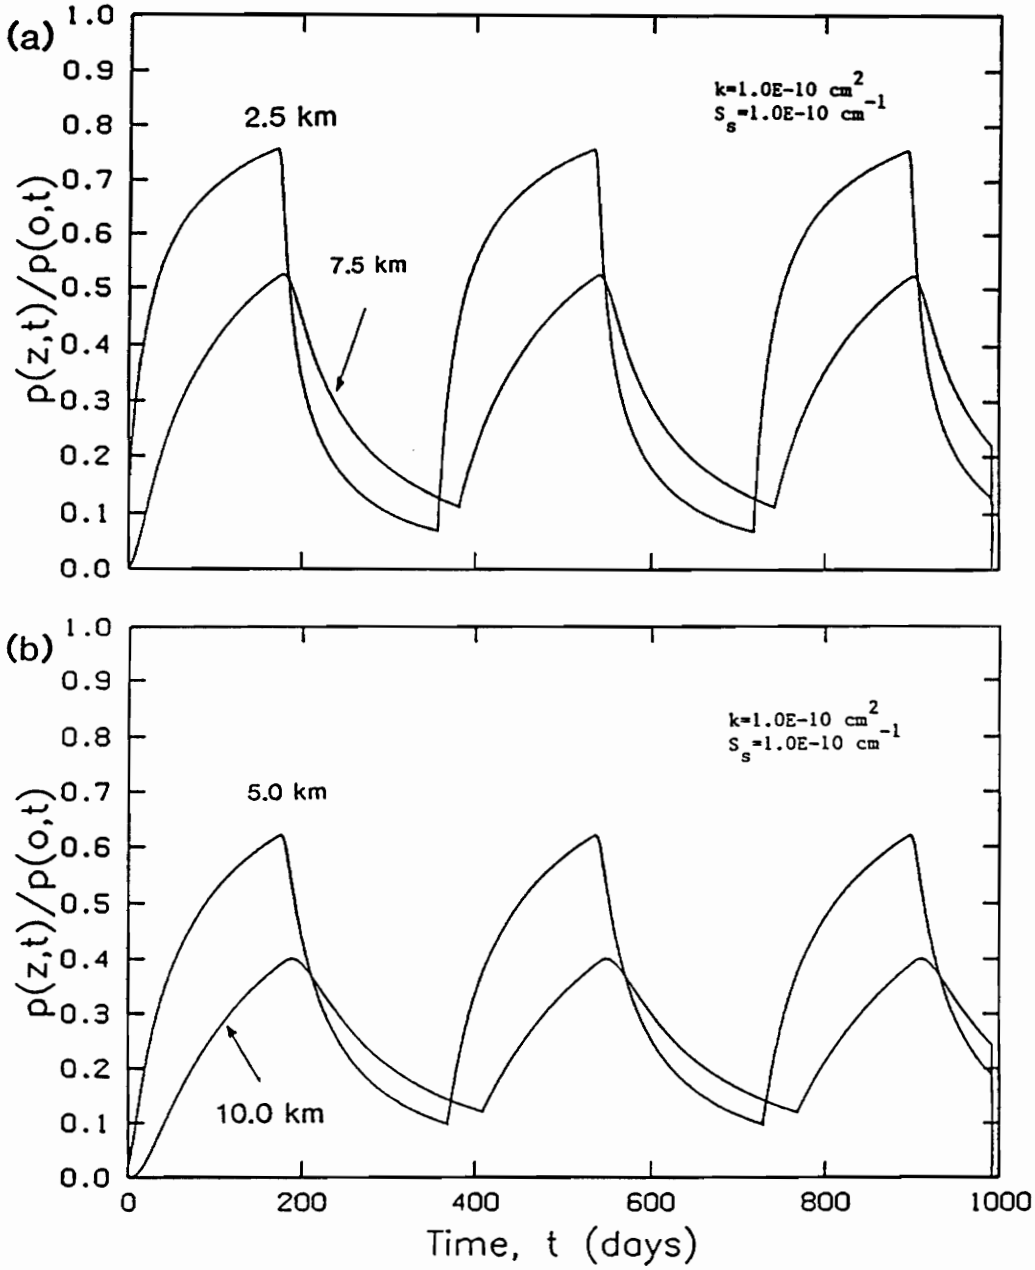 (a)
1.0
0.9
0.8
0.7
0.6
0.5
0.4
0.3
0.2
0.1
0.0
p(z,t)/p(o,t)
2.5 km
7.5 km
k=1.0E-10 cm²
Sₛ=1.0E-10 cm⁻¹
(b)
1.0
0.9
0.8
0.7
0.6
0.5
0.4
0.3
0.2
0.1
0.0
p(z,t)/p(o,t)
5.0 km
10.0 km
k=1.0E-10 cm²
Sₛ=1.0E-10 cm⁻¹
0 200 400 600 800 1000
Time, t (days)